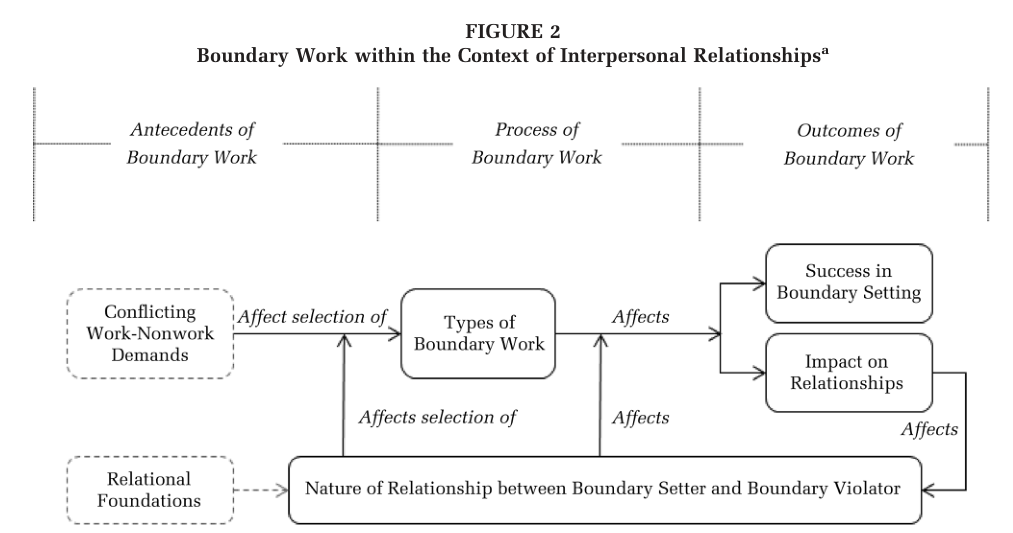 FIGURE 2
Boundary Work within the Context of Interpersonal Relationshipsᵃ
Antecedents of
Boundary Work
Process of
Boundary Work
Outcomes of
Boundary Work
Conflicting
Work-Nonwork
Demands
Affect selection of
Types of
Boundary Work
Affects
Success in
Boundary Setting
Impact on
Relationships
Affects selection of
Affects
Affects
Relational
Foundations
Nature of Relationship between Boundary Setter and Boundary Violator